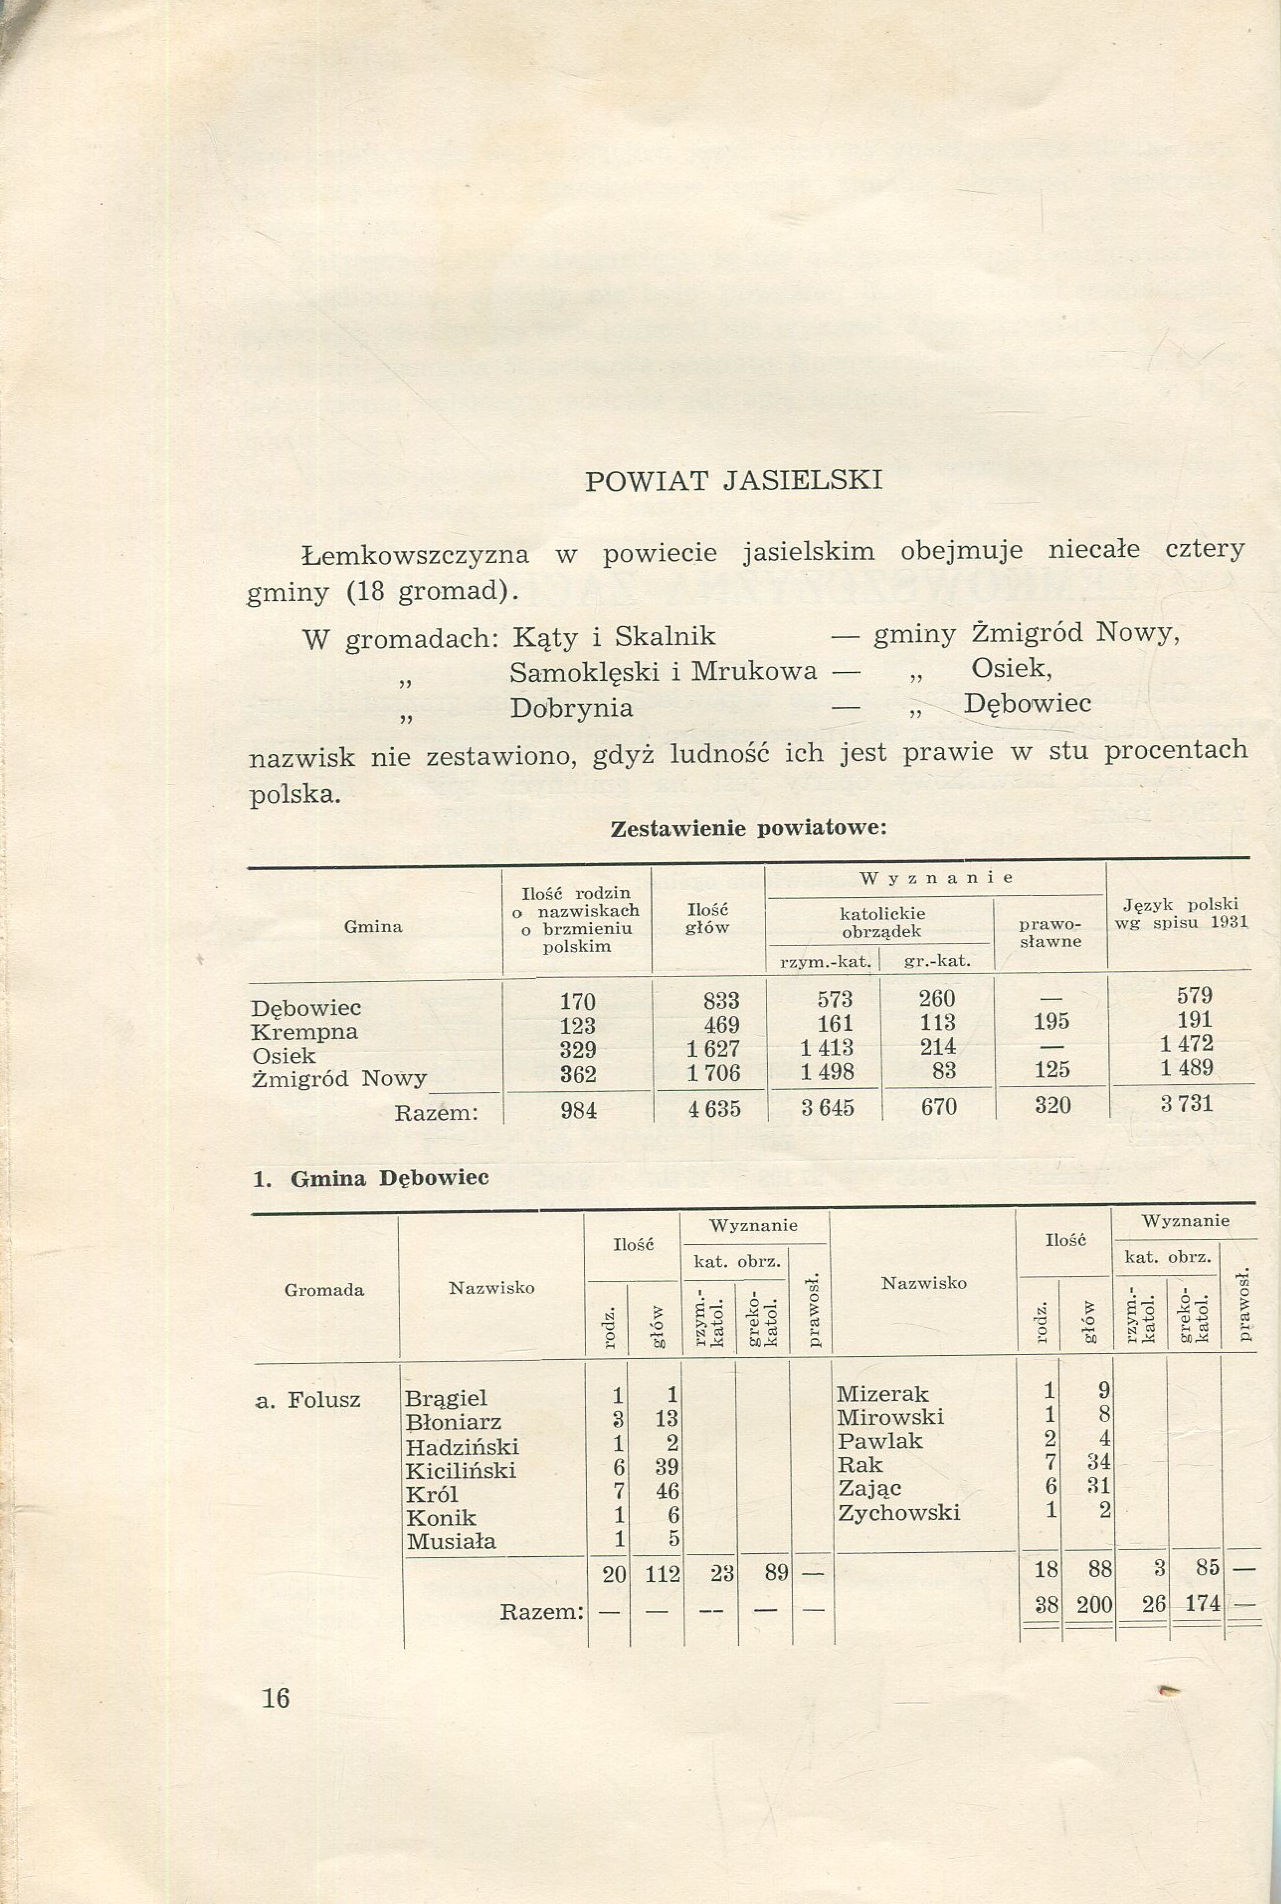 POWIAT JASIELSKI
Łemkowszczyzna w powiecie jasielskim obejmuje niecałe cztery
gminy (18 gromad).
W gromadach: Kąty i Skalnik — gminy Żmigród Nowy,
„ Samoklęski i Mrukowa — „ Osiek,
„ Dobrynia — „ Dębowiec
nazwisk nie zestawiono, gdyż ludność ich jest prawie w stu procentach
polska.
Zestawienie powiatowe:
Gmina
Ilość rodzin
o nazwiskach
o brzmieniu
polskim
Ilość
głów
Wyznanie
katolickie
obrządek
rzym.-kat. gr.-kat.
prawo-
sławne
Język polski
wg spisu 1931
Dębowiec 170 833 573 260 — 579
Krempna 123 469 161 113 195 191
Osiek 329 1 627 1 413 214 — 1 472
Żmigród Nowy 362 1 706 1 498 83 125 1 489
Razem: 984 4 635 3 645 670 320 3 731
1. Gmina Dębowiec
Gromada
Nazwisko
Ilość
rodz.
głów
Wyznanie
kat. obrz.
rzym.-
katol.
greko-
katol.
prawosł.
Nazwisko
Ilość
rodz.
głów
Wyznanie
kat. obrz.
rzym.-
katol.
greko-
katol.
prawosł.
a. Folusz Brągiel 1 1 Mizerak 1 9
Błoniarz 3 13 Mirowski 1 8
Hadziński 1 2 Pawlak 2 4
Kiciliński 6 39 Rak 7 34
Król 7 46 Zając 6 31
Konik 1 6 Zychowski 1 2
Musiała 1 5
20 112 23 89 — 18 88 3 85 —
Razem: — — — — — 38 200 26 174 —
16